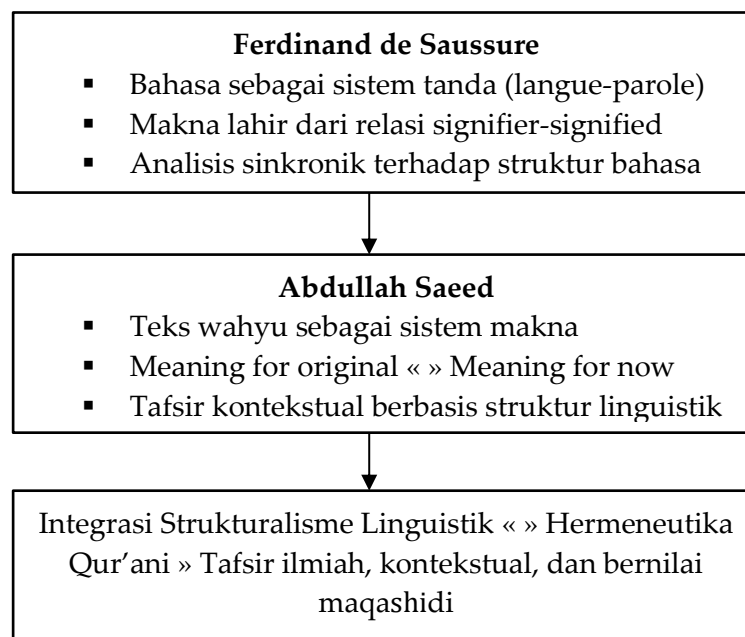 Ferdinand de Saussure
▪ Bahasa sebagai sistem tanda (langue-parole)
▪ Makna lahir dari relasi signifier-signified
▪ Analisis sinkronik terhadap struktur bahasa
Abdullah Saeed
▪ Teks wahyu sebagai sistem makna
▪ Meaning for original « » Meaning for now
▪ Tafsir kontekstual berbasis struktur linguistik
Integrasi Strukturalisme Linguistik « » Hermeneutika
Qur’ani » Tafsir ilmiah, kontekstual, dan bernilai
maqashidi